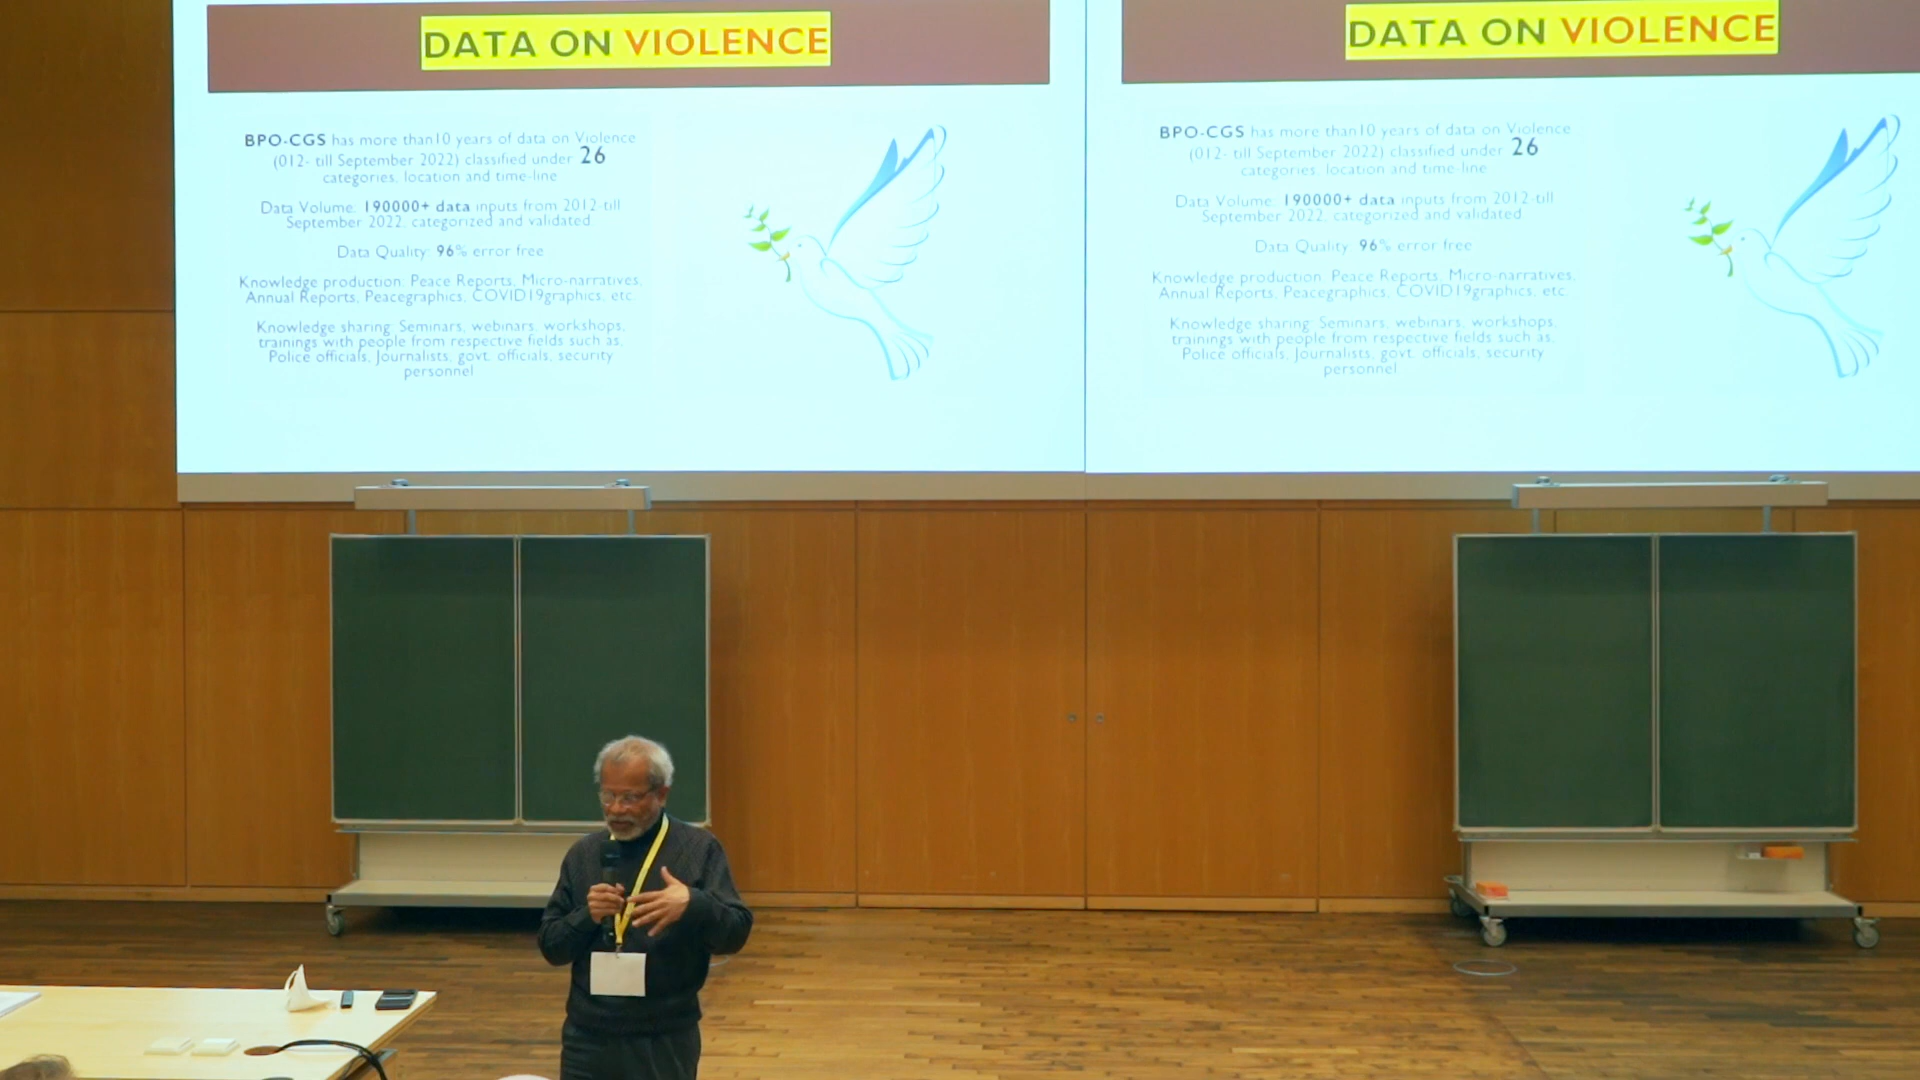 DATA ON VIOLENCE
BPO-CGS has more than10 years of data on Violence
(012- till September 2022) classified under 26
categories, location and time-line
Data Volume: 190000+ data inputs from 2012-till
September 2022, categorized and validated
Data Quality: 96% error free
Knowledge production: Peace Reports, Micro-narratives,
Annual Reports, Peacegraphics, COVID19graphics, etc.
Knowledge sharing: Seminars, webinars, workshops,
trainings with people from respective fields such as,
Police officials, Journalists, govt. officials, security
personnel
DATA ON VIOLENCE
BPO-CGS has more than10 years of data on Violence
(012- till September 2022) classified under 26
categories, location and time-line
Data Volume: 190000+ data inputs from 2012-till
September 2022, categorized and validated
Data Quality: 96% error free
Knowledge production: Peace Reports, Micro-narratives,
Annual Reports, Peacegraphics, COVID19graphics, etc.
Knowledge sharing: Seminars, webinars, workshops,
trainings with people from respective fields such as,
Police officials, Journalists, govt. officials, security
personnel